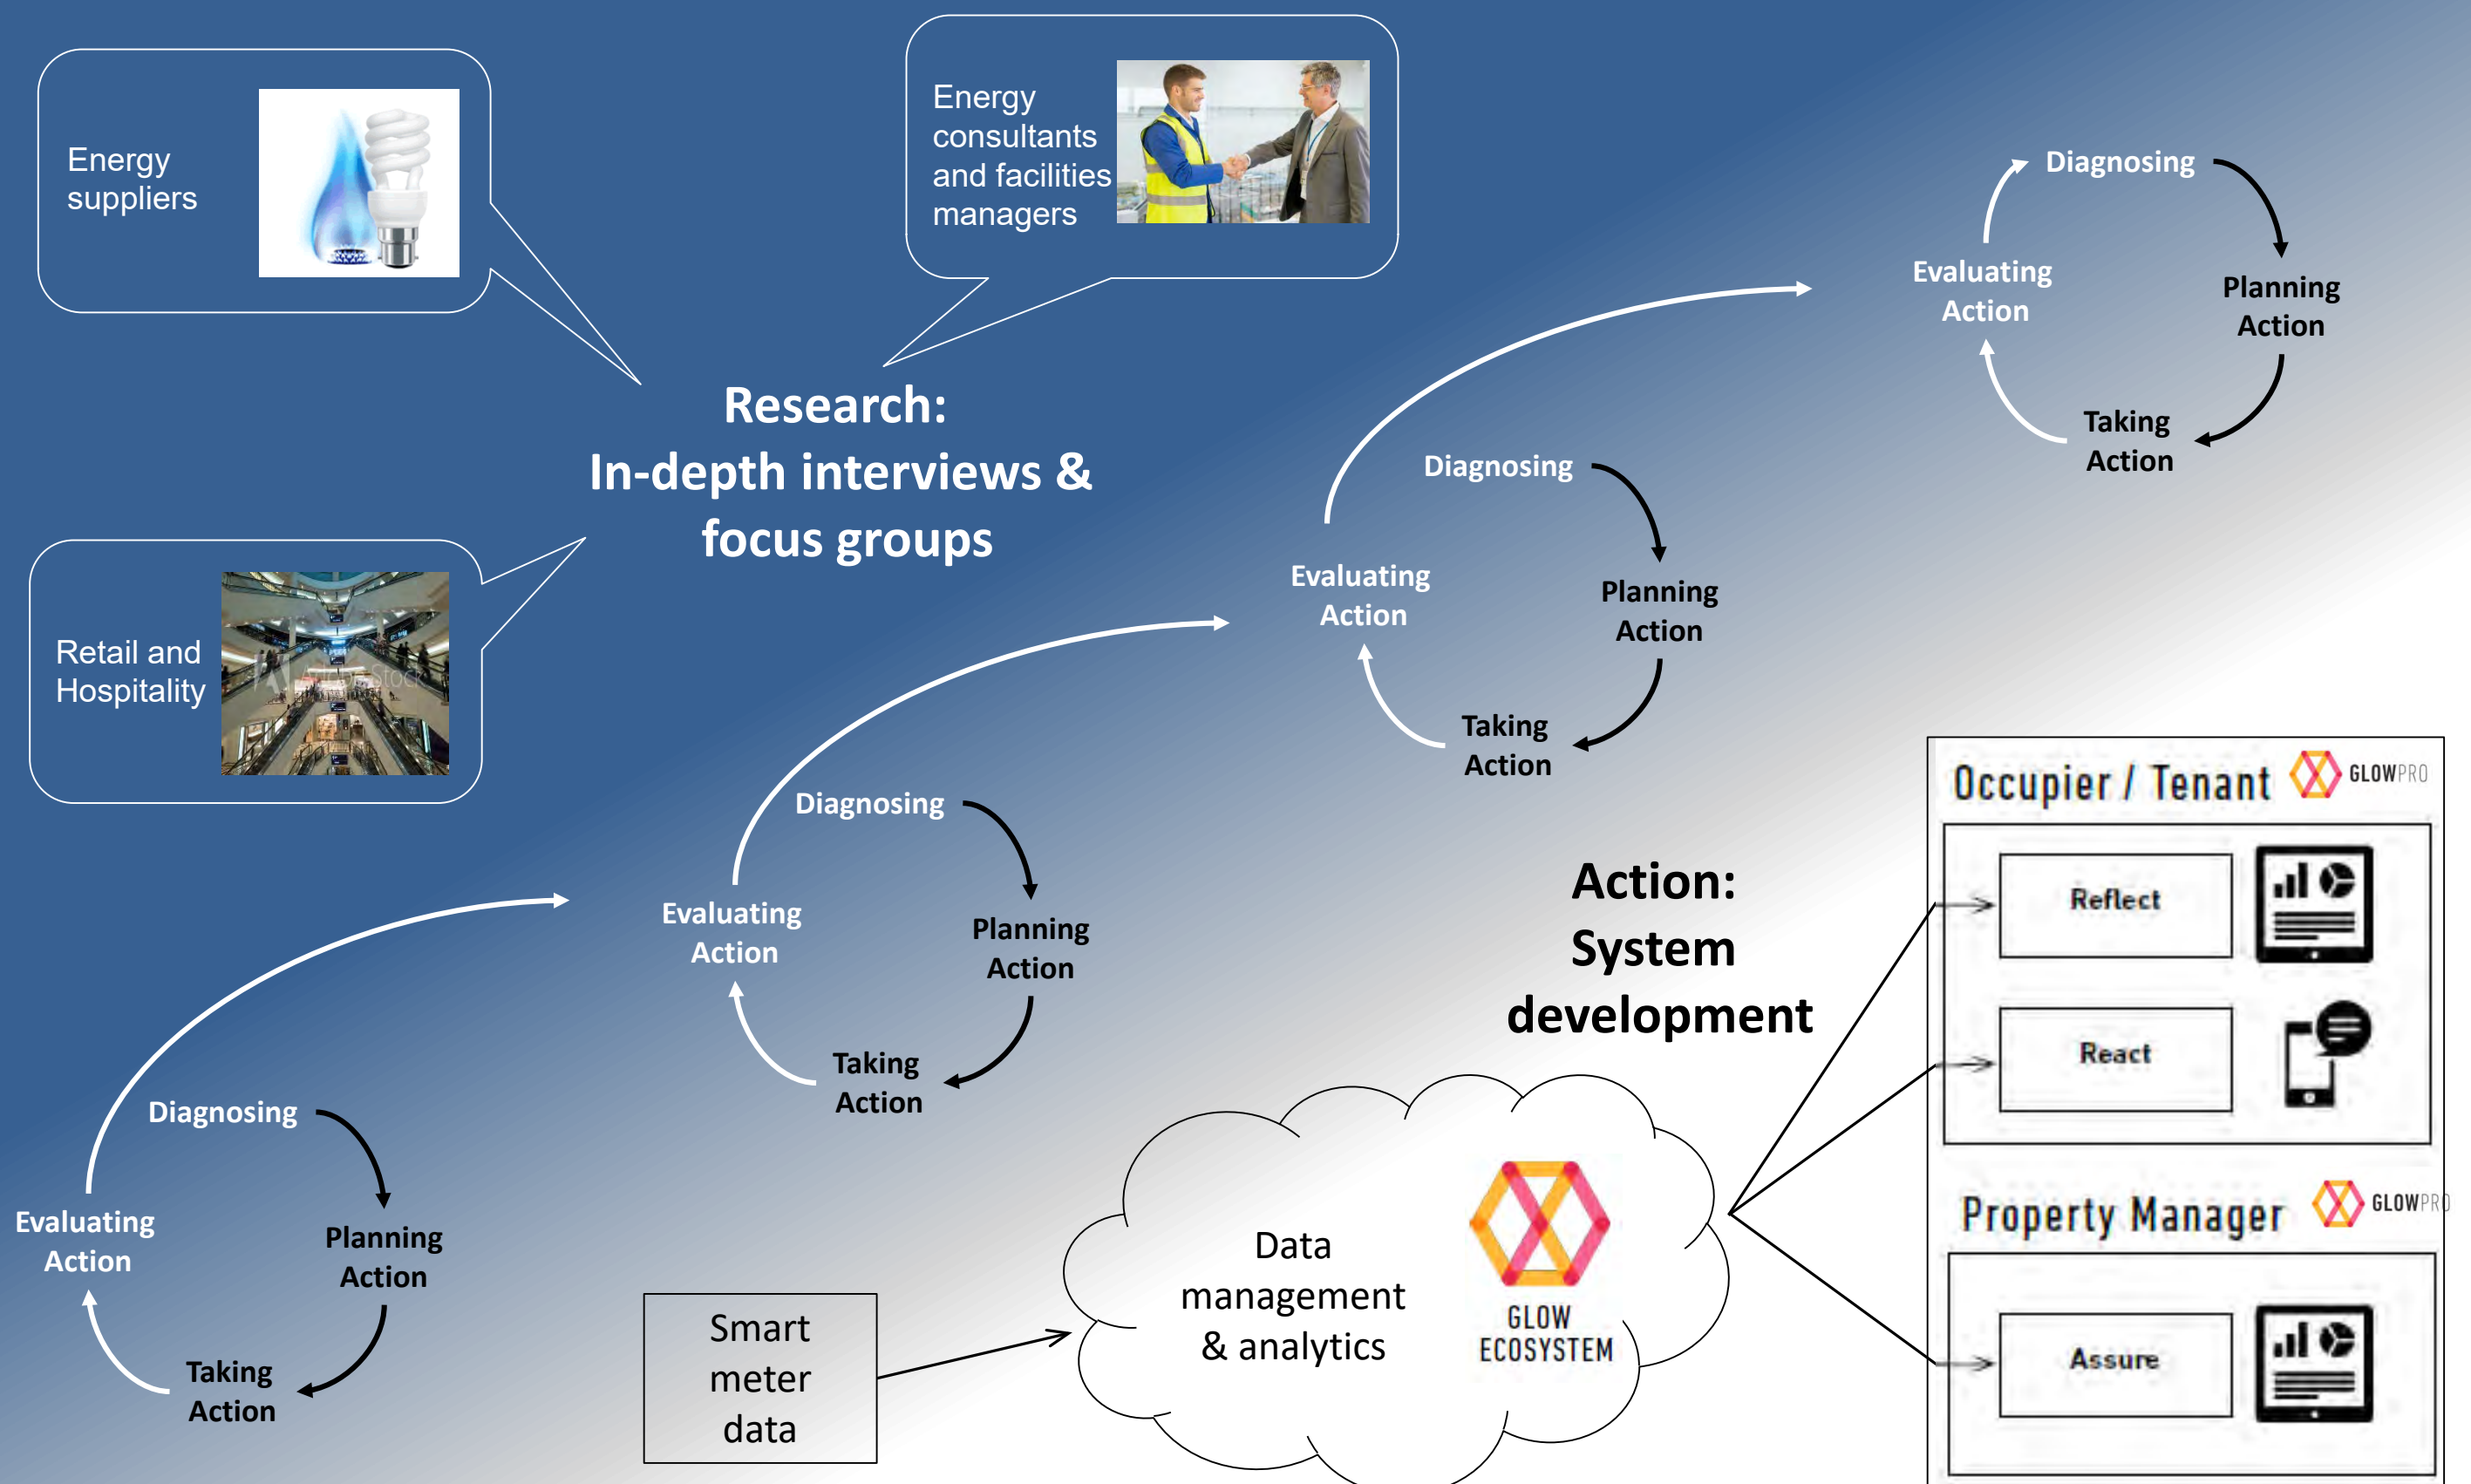 Energy
suppliers
Energy
consultants
and facilities
managers
Research:
In-depth interviews &
focus groups
Retail and
Hospitality
Diagnosing
Planning
Action
Taking
Action
Evaluating
Action
Diagnosing
Planning
Action
Taking
Action
Evaluating
Action
Diagnosing
Planning
Action
Taking
Action
Evaluating
Action
Diagnosing
Planning
Action
Taking
Action
Evaluating
Action
Action:
System
development
Smart
meter
data
Data
management
& analytics
GLOW
ECOSYSTEM
Occupier / Tenant
GLOWPRO
Reflect
React
Property Manager
GLOWPRO
Assure